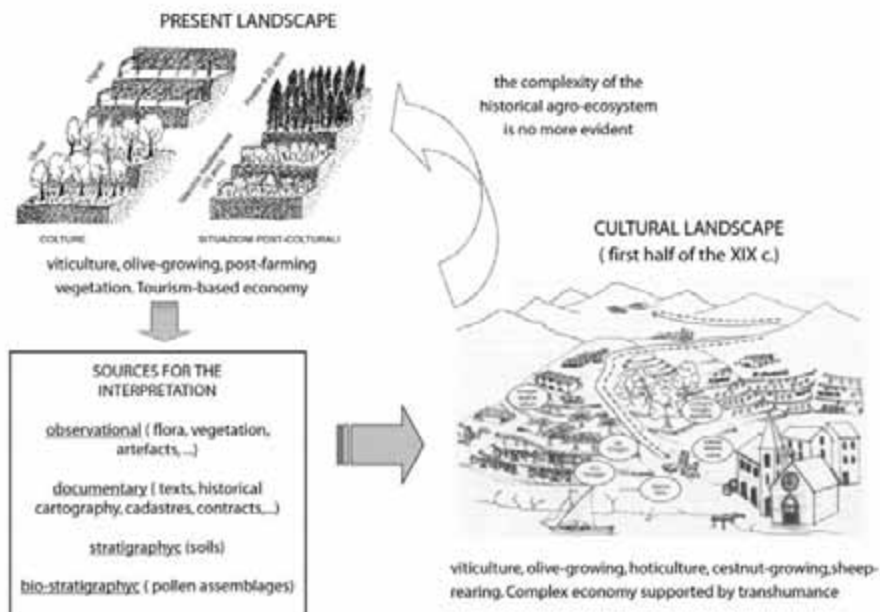 PRESENT LANDSCAPE
COLTURE
SITUAZIONI POST-COLTURALI
viticulture, olive-growing, post-farming
vegetation. Tourism-based economy
SOURCES FOR THE
INTERPRETATION
observational ( flora, vegetation,
artefacts, ...)
documentary ( texts, historical
cartography, cadastres, contracts,...)
stratigraphyc (soils)
bio-stratigraphyc ( pollen assemblages)
the complexity of the
historical agro-ecosystem
is no more evident
CULTURAL LANDSCAPE
( first half of the XIX c.)
viticulture, olive-growing, hoticulture, cestnut-growing,sheep-
rearing. Complex economy supported by transhumance